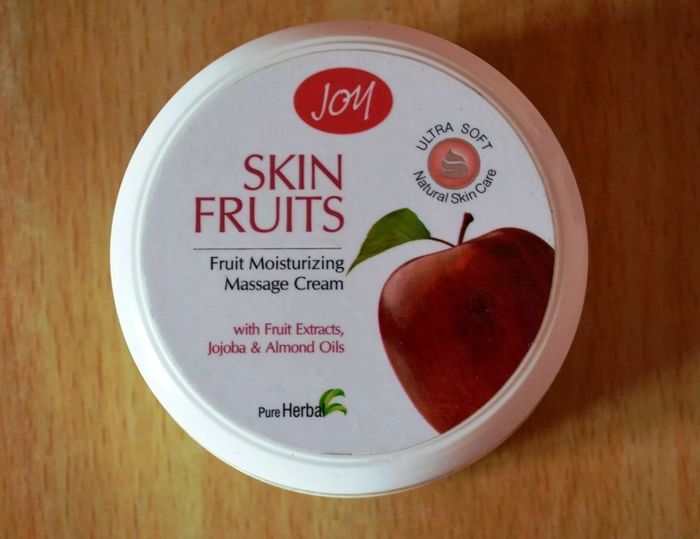 Joy
ULTRA SOFT
Natural Skin Care
SKIN
FRUITS
Fruit Moisturizing
Massage Cream
with Fruit Extracts,
Jojoba & Almond Oils
Pure Herbal